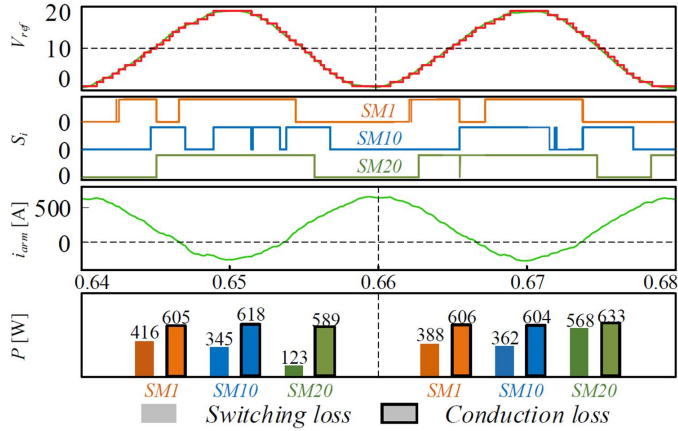 20
V_ref
10
0
S_i
0
SM1
0
SM10
0
SM20
i_arm [A]
500
0
0.64 0.65 0.66 0.67 0.68
P [W]
416 605 345 618 123 589 388 606 362 604 568 633
SM1 SM10 SM20 SM1 SM10 SM20
Switching loss Conduction loss